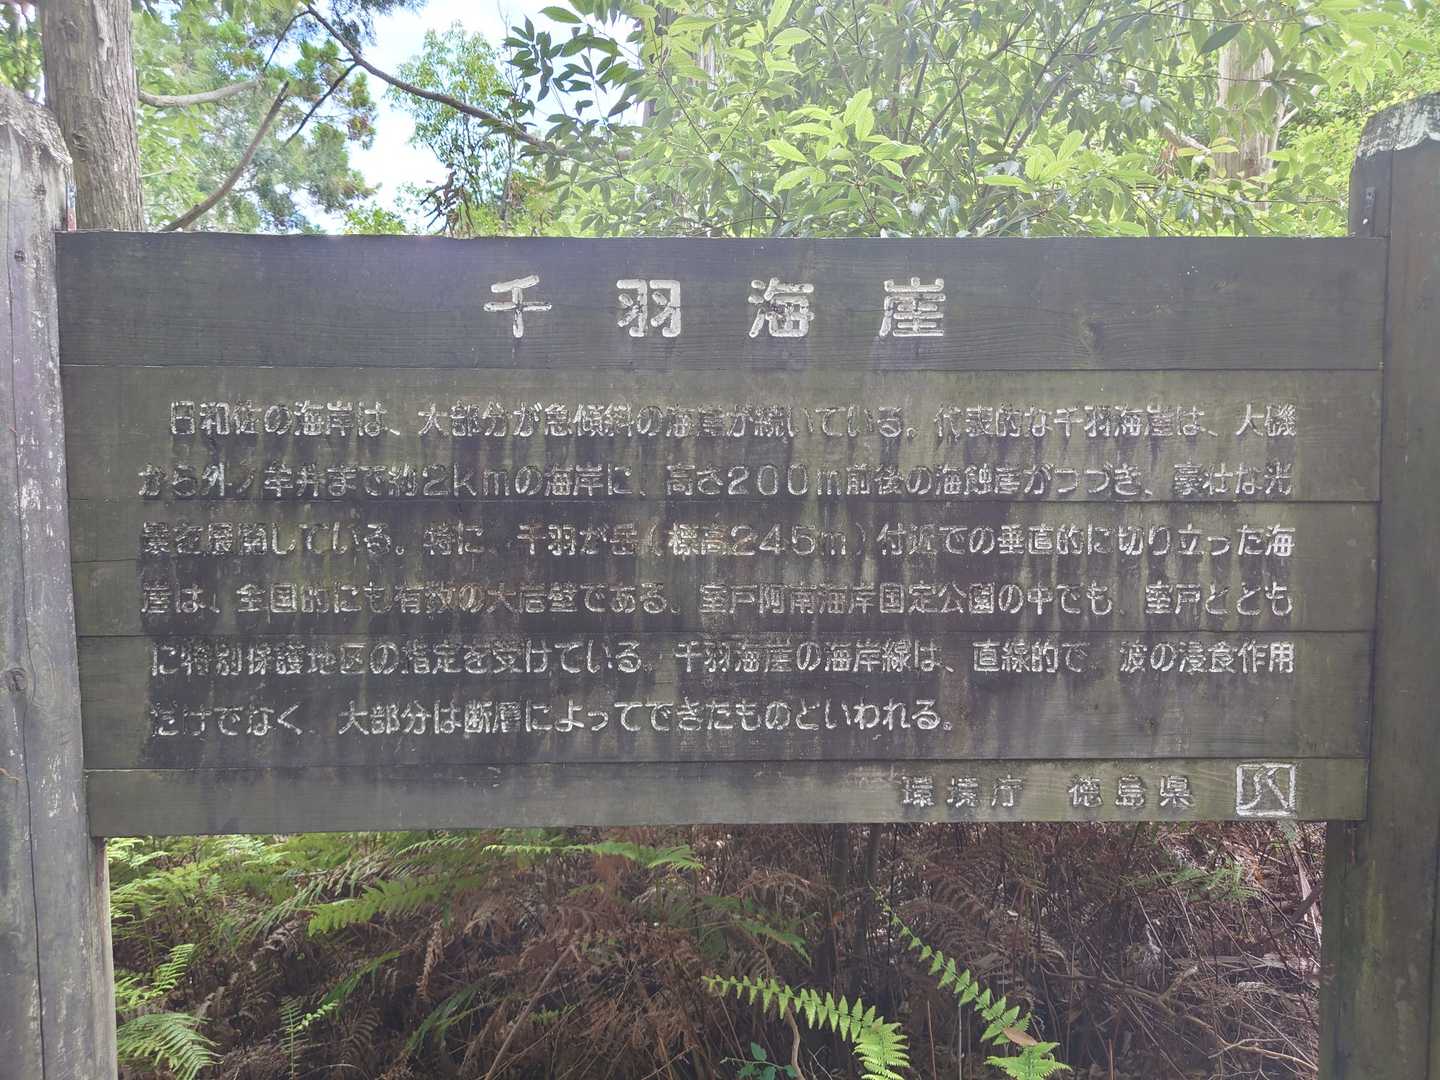 千羽海崖
日和佐の海岸は、大部分が急傾斜の海崖が続いている。代表的な千羽海崖は、大磯
から外ノ牟井まで約2kmの海岸に、高さ200m前後の海蝕崖がつづき、豪壮な光
景を展開している。特に、千羽が岳(標高245m)付近での垂直的に切り立った海
崖は、全国的にも有数の大岩壁である。室戸阿南海岸国定公園の中でも 室戸ととも
に特別保護地区の指定を受けている。千羽海崖の海岸線は、直線的で 波の浸食作用
だけでなく 大部分は断層によってできたものといわれる。
環境庁 徳島県